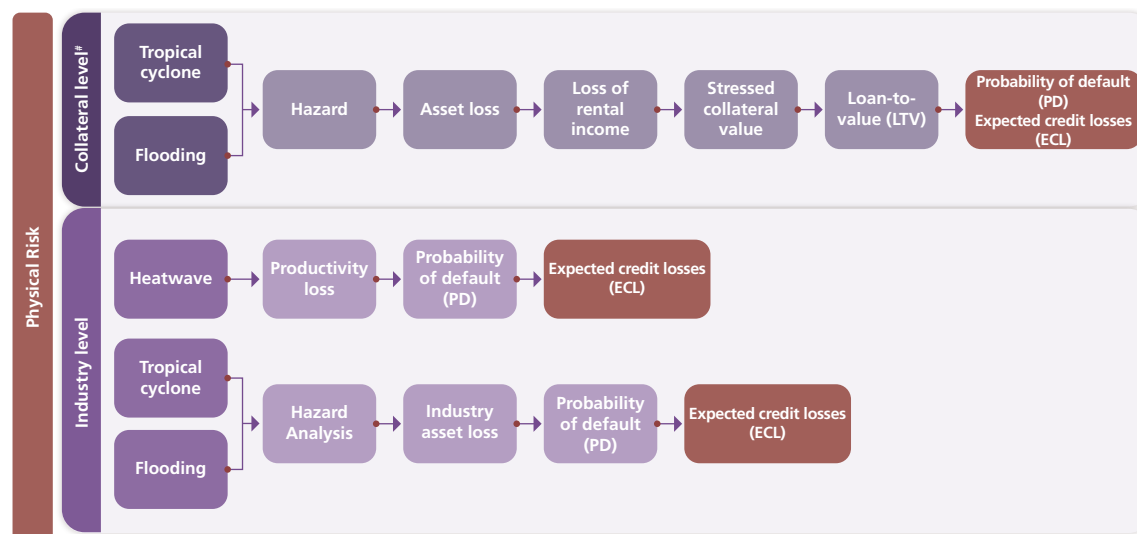 Physical Risk
Collateral level#
Tropical
cyclone
Flooding
Hazard
Asset loss
Loss of
rental
income
Stressed
collateral
value
Loan-to-
value (LTV)
Probability of default
(PD)
Expected credit losses
(ECL)
Industry level
Heatwave
Productivity
loss
Probability
of default
(PD)
Expected credit losses
(ECL)
Tropical
cyclone
Flooding
Hazard
Analysis
Industry
asset loss
Probability
of default
(PD)
Expected credit losses
(ECL)